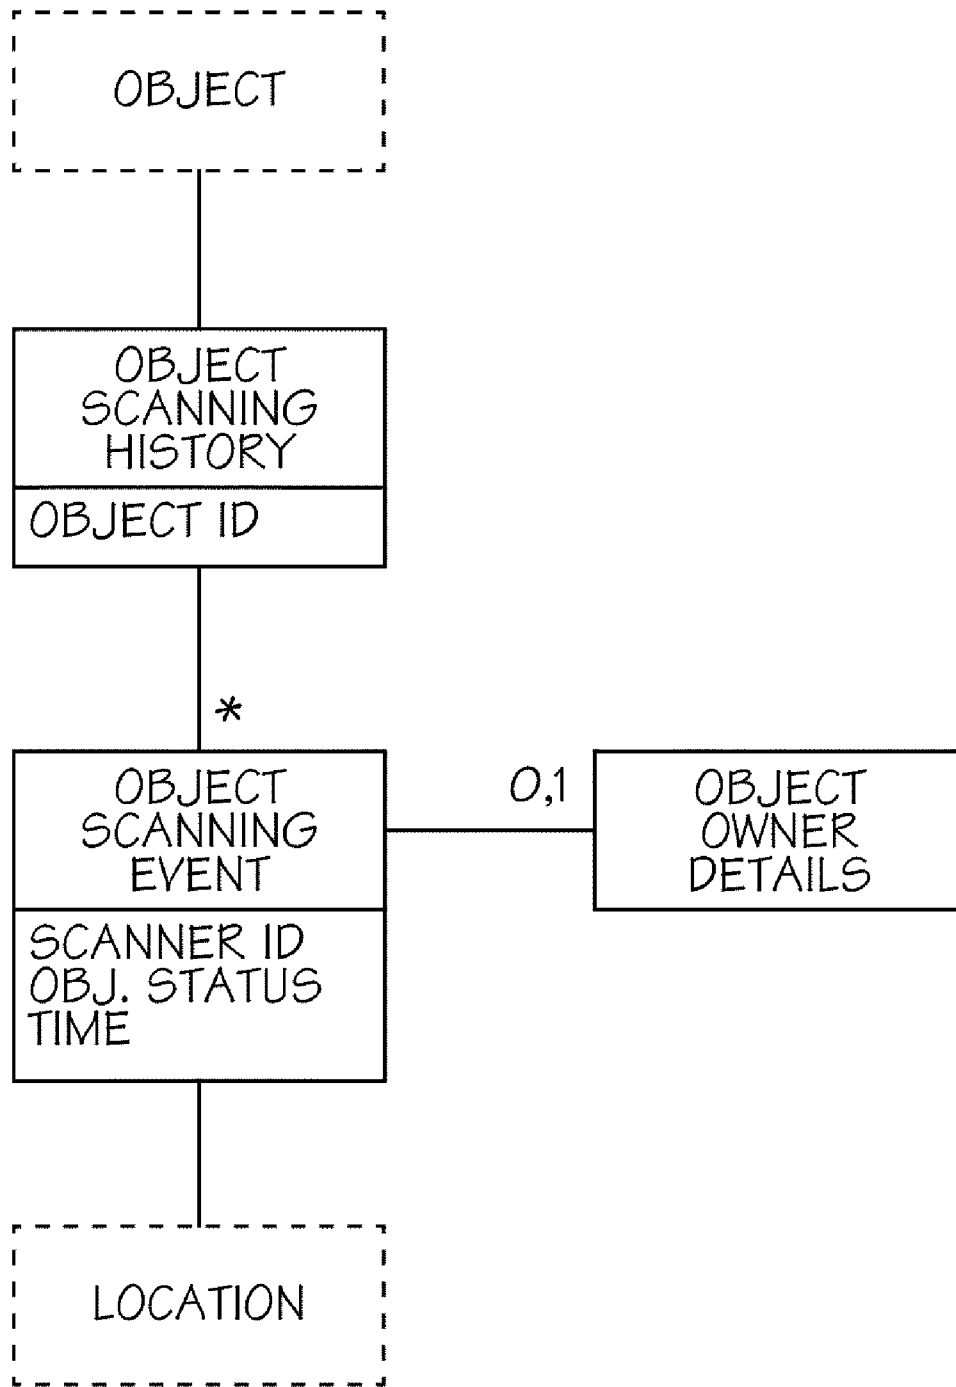 OBJECT
OBJECT
SCANNING
HISTORY
OBJECT ID
*
OBJECT
SCANNING
EVENT
0,1
OBJECT
OWNER
DETAILS
SCANNER ID
OBJ. STATUS
TIME
LOCATION